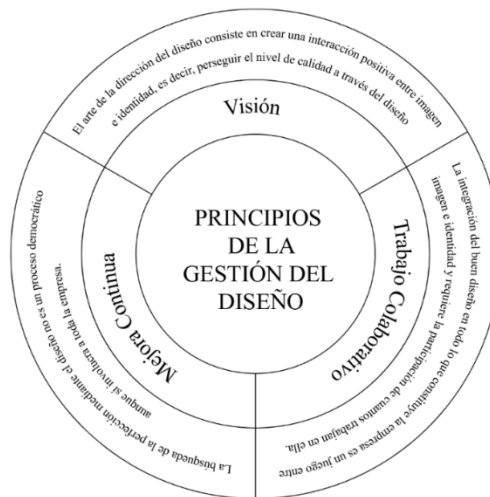 PRINCIPIOS
DE LA
GESTIÓN DEL
DISEÑO
Visión
El arte de la dirección del diseño consiste en crear una interacción positiva entre imagen
e identidad, es decir, perseguir el nivel de calidad a través del diseño
Trabajo Colaborativo
La integración del buen diseño en todo lo que constituye la empresa es un juego entre
imagen e identidad y requiere la participación de cuantos trabajan en ella.
Mejora Continua
La búsqueda de la perfección mediante el diseño no es un proceso democrático
aunque sí involucra a toda la empresa.